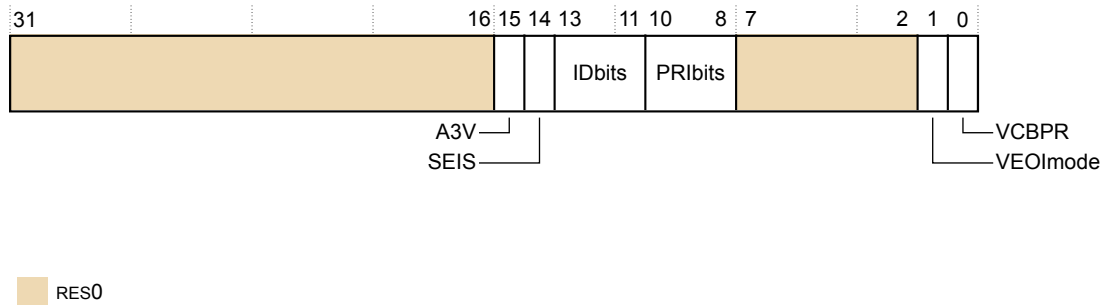 31 16 15 14 13 11 10 8 7 2 1 0
IDbits PRIbits
A3V VCBPR
SEIS VEOImode
RES0